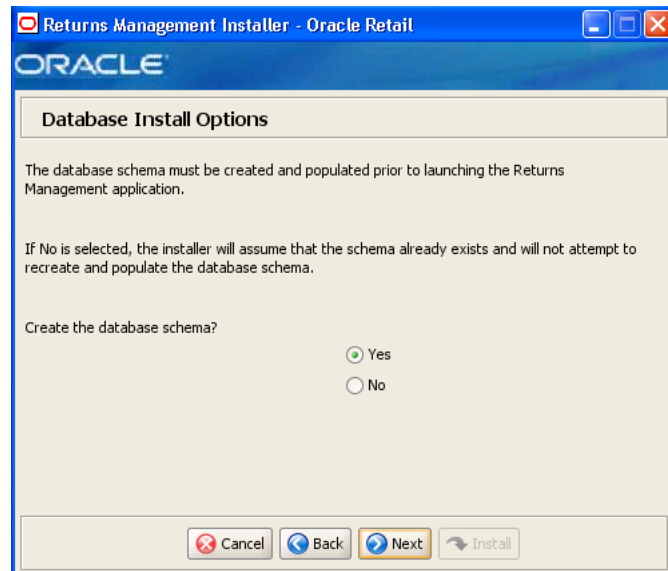 Returns Management Installer - Oracle Retail
ORACLE
Database Install Options
The database schema must be created and populated prior to launching the Returns
Management application.
If No is selected, the installer will assume that the schema already exists and will not attempt to
recreate and populate the database schema.
Create the database schema?
Yes
No
Cancel Back Next Install